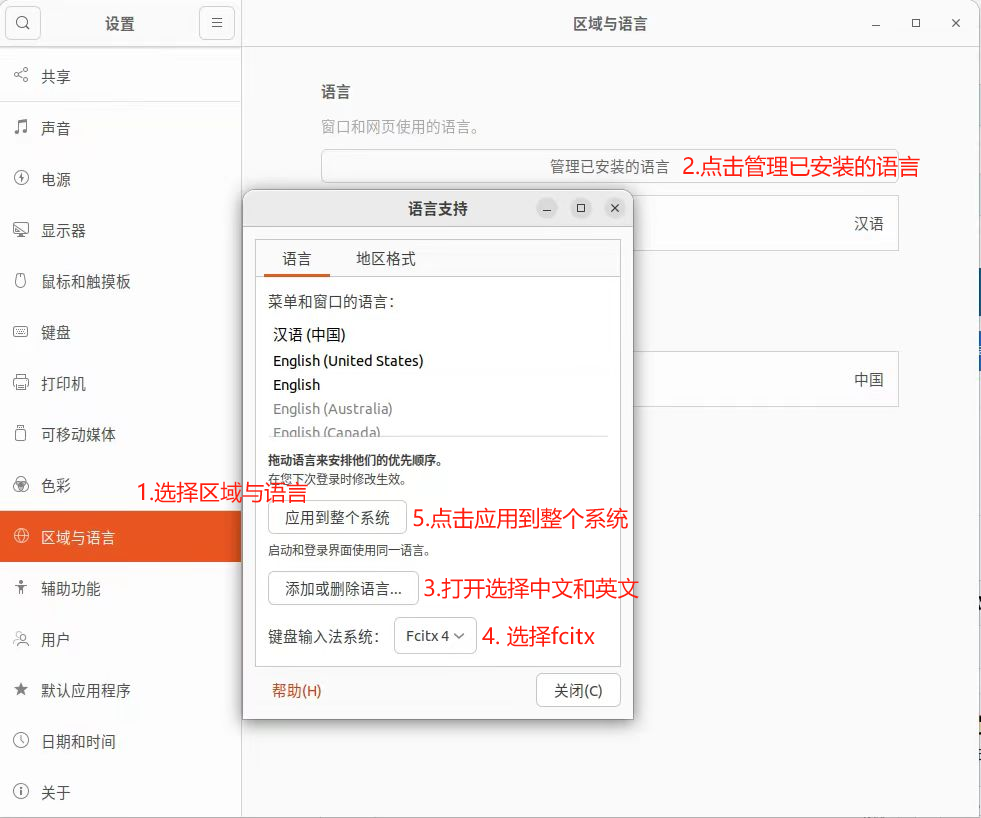 设置
区域与语言
共享
声音
电源
显示器
鼠标和触摸板
键盘
打印机
可移动媒体
色彩
1.选择区域与语言
区域与语言
辅助功能
用户
默认应用程序
日期和时间
关于
语言
窗口和网页使用的语言。
管理已安装的语言
2.点击管理已安装的语言
汉语
中国
语言支持
语言
地区格式
菜单和窗口的语言：
汉语 (中国)
English (United States)
English
English (Australia)
English (Canada)
拖动语言来安排他们的优先顺序。
在您下次登录时修改生效。
应用到整个系统
5.点击应用到整个系统
启动和登录界面使用同一语言。
添加或删除语言...
3.打开选择中文和英文
键盘输入法系统：
Fcitx 4
4. 选择fcitx
帮助(H)
关闭(C)